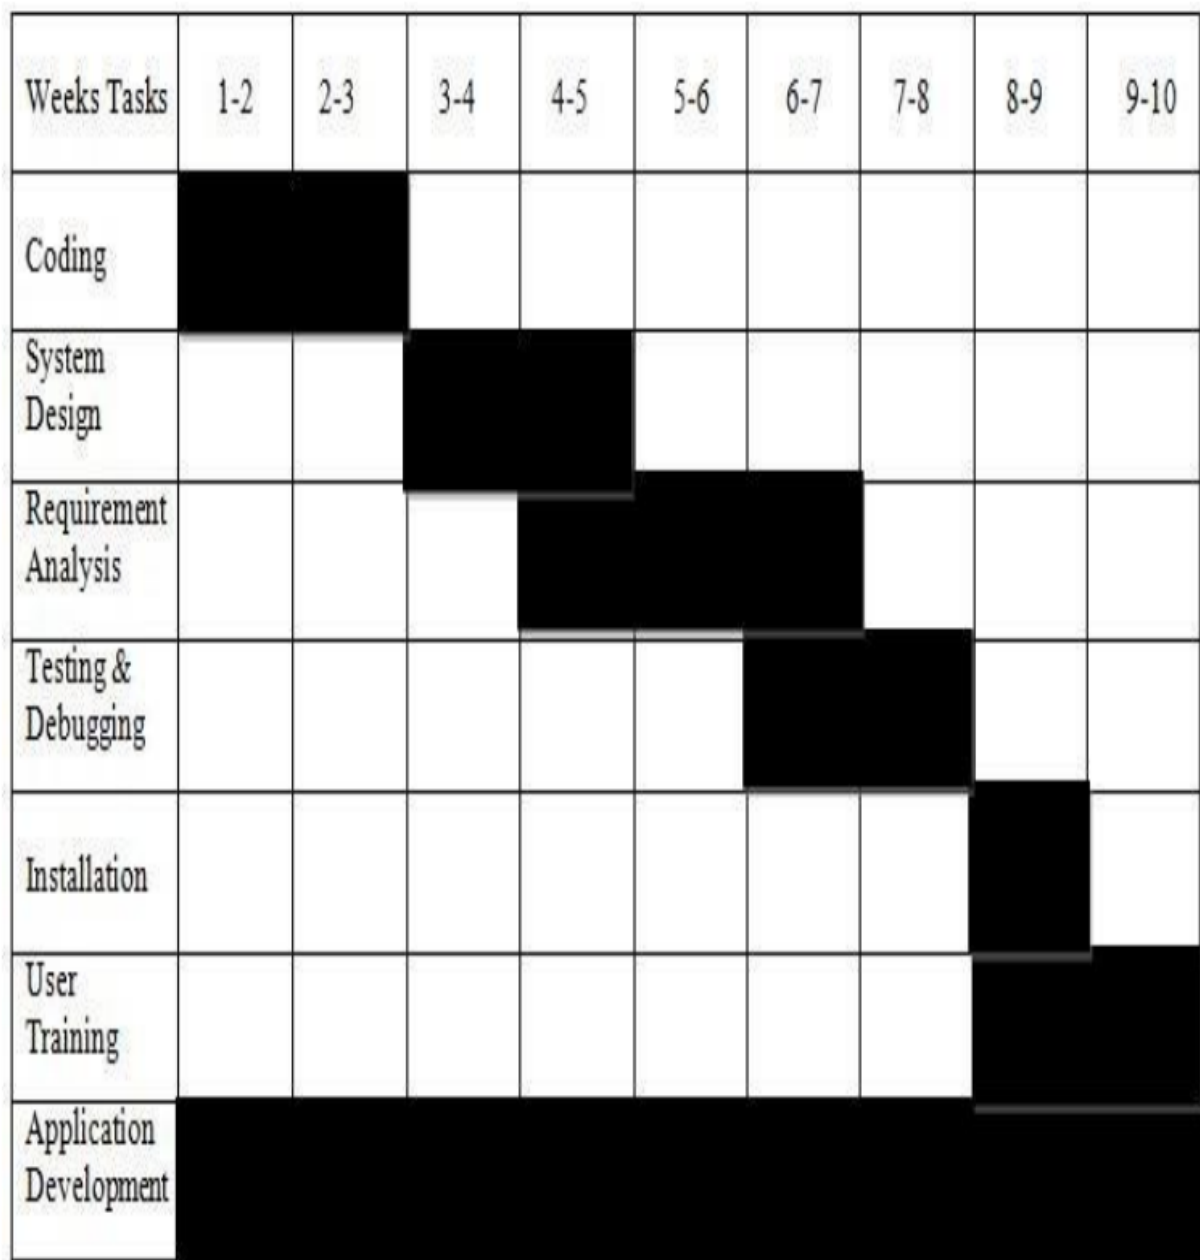 Weeks Tasks 1-2 2-3 3-4 4-5 5-6 6-7 7-8 8-9 9-10
Coding
System
Design
Requirement
Analysis
Testing &
Debugging
Installation
User
Training
Application
Development